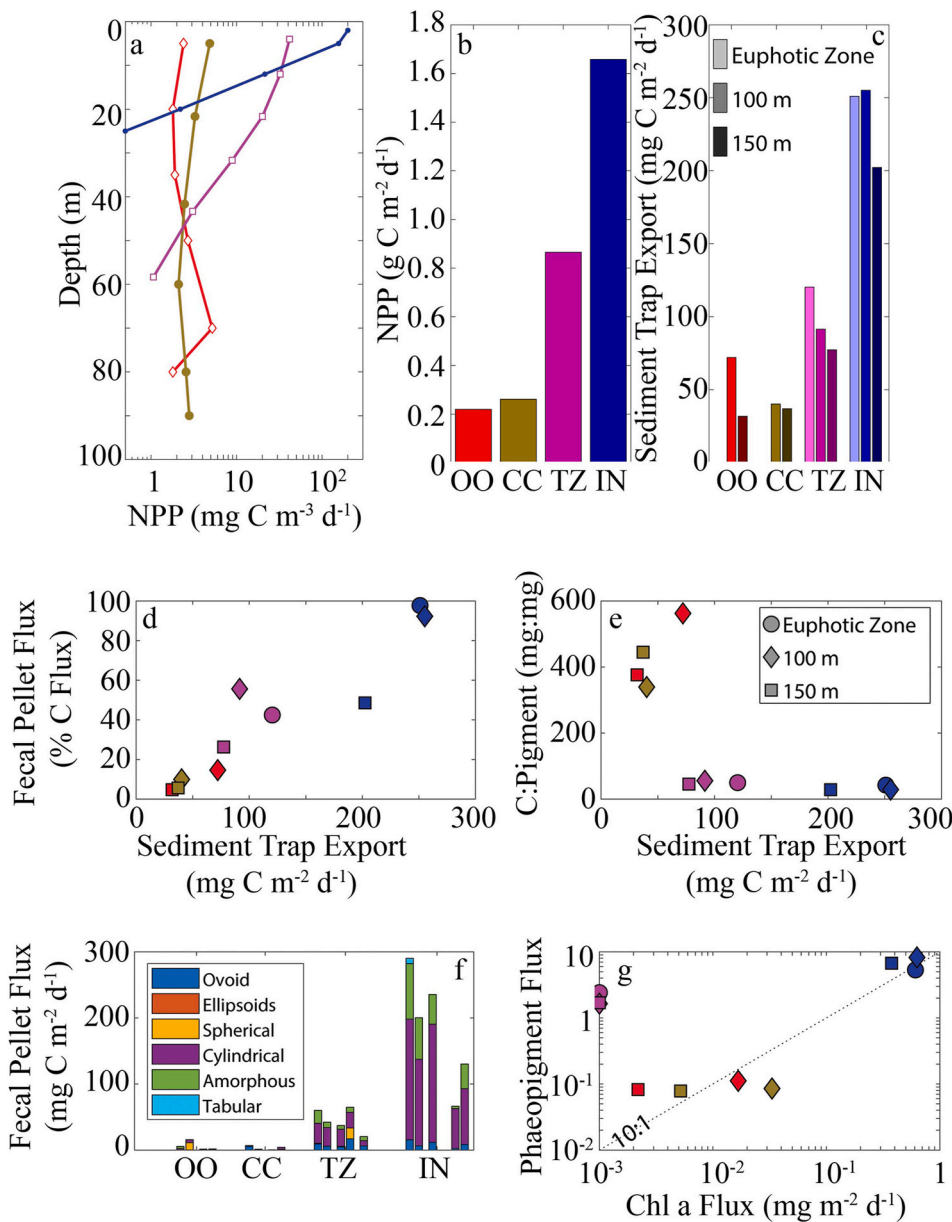 a
0
20
40
60
80
100
Depth (m)
1
10
10²
NPP (mg C m⁻³ d⁻¹)
b
1.8
1.6
1.4
1.2
1.0
0.8
0.6
0.4
0.2
0
NPP (g C m⁻² d⁻¹)
OO CC TZ IN
c
Euphotic Zone
100 m
150 m
300
250
200
150
100
50
0
Sediment Trap Export (mg C m⁻² d⁻¹)
OO CC TZ IN
d
100
80
60
40
20
0
Fecal Pellet Flux
(% C Flux)
0 100 200 300
Sediment Trap Export
(mg C m⁻² d⁻¹)
e
Euphotic Zone
100 m
150 m
600
400
200
0
C:Pigment (mg:mg)
0 100 200 300
Sediment Trap Export
(mg C m⁻² d⁻¹)
f
300
200
100
0
Fecal Pellet Flux
(mg C m⁻² d⁻¹)
Ovoid
Ellipsoids
Spherical
Cylindrical
Amorphous
Tabular
OO CC TZ IN
g
10
1
10⁻¹
10⁻²
Phaeopigment Flux
10:1
10⁻³ 10⁻² 10⁻¹ 1
Chl a Flux (mg m⁻² d⁻¹)